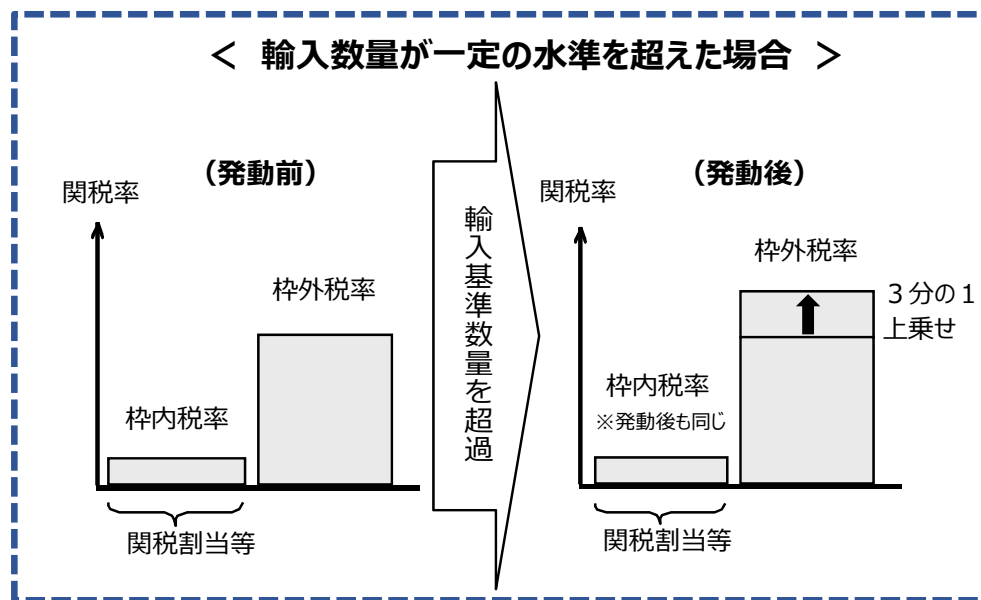 ＜ 輸入数量が一定の水準を超えた場合 ＞
（発動前）
関税率
枠外税率
枠内税率
関税割当等
輸入基準数量を超過
（発動後）
関税率
枠外税率
３分の１
上乗せ
枠内税率
※発動後も同じ
関税割当等